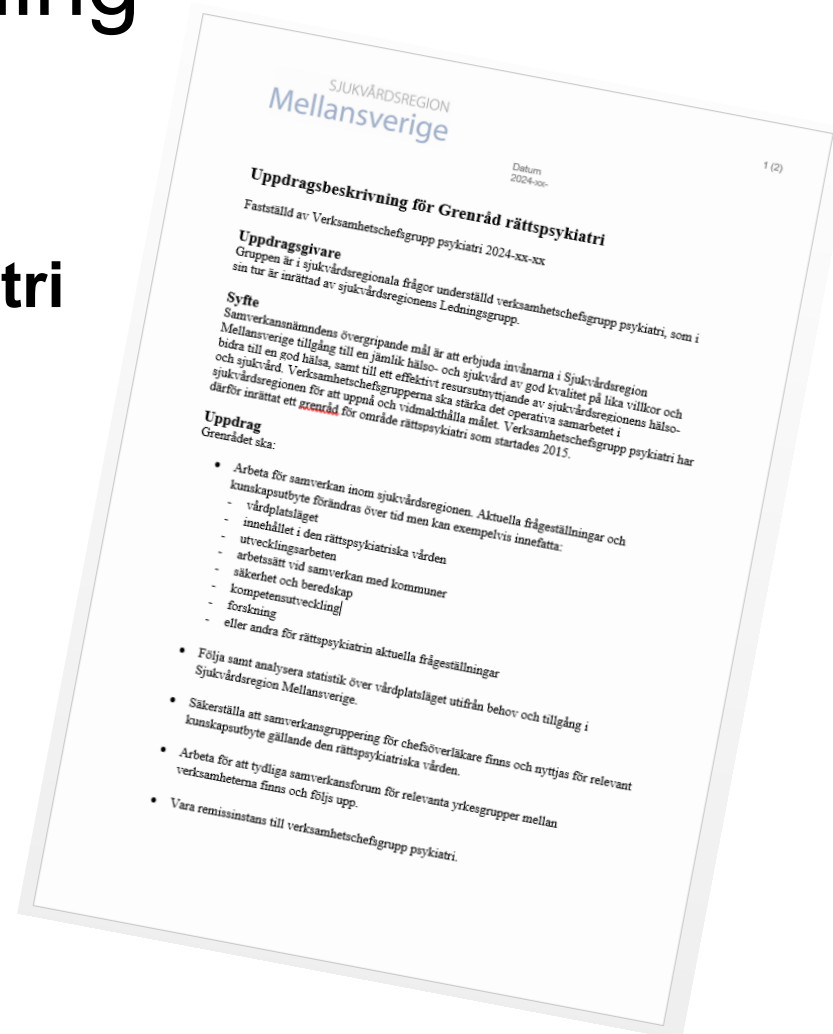 ning
tri
SJUKVÅRDSREGION
Mellansverige
Datum
2024-xx-
1 (2)
Uppdragsbeskrivning för Grenråd rättspsykiatri
Fastställd av Verksamhetschefsgrupp psykiatri 2024-xx-xx
Uppdragsgivare
Gruppen är i sjukvårdsregionala frågor underställd verksamhetschefsgrupp psykiatri, som i
sin tur är inrättad av sjukvårdsregionens Ledningsgrupp.
Syfte
Samverkansnämndens övergripande mål är att erbjuda invånarna i Sjukvårdsregion
Mellansverige tillgång till en jämlik hälso- och sjukvård av god kvalitet på lika villkor och
bidra till en god hälsa, samt till ett effektivt resursutnyttjande av sjukvårdsregionens hälso-
och sjukvård. Verksamhetschefsgrupperna ska stärka det operativa samarbetet i
sjukvårdsregionen för att uppnå och vidmakthålla målet. Verksamhetschefsgrupp psykiatri har
därför inrättat ett grenråd för område rättspsykiatri som startades 2015.
Uppdrag
Grenrådet ska:
• Arbeta för samverkan inom sjukvårdsregionen. Aktuella frågeställningar och
kunskapsutbyte förändras över tid men kan exempelvis innefatta:
- vårdplatsläget
- innehållet i den rättspsykiatriska vården
- utvecklingsarbeten
- arbetssätt vid samverkan med kommuner
- säkerhet och beredskap
- kompetensutveckling
- forskning
- eller andra för rättspsykiatrin aktuella frågeställningar
• Följa samt analysera statistik över vårdplatsläget utifrån behov och tillgång i
Sjukvårdsregion Mellansverige.
• Säkerställa att samverkansgruppering för chefsöverläkare finns och nyttjas för relevant
kunskapsutbyte gällande den rättspsykiatriska vården.
• Arbeta för att tydliga samverkansforum för relevanta yrkesgrupper mellan
verksamheterna finns och följs upp.
• Vara remissinstans till verksamhetschefsgrupp psykiatri.